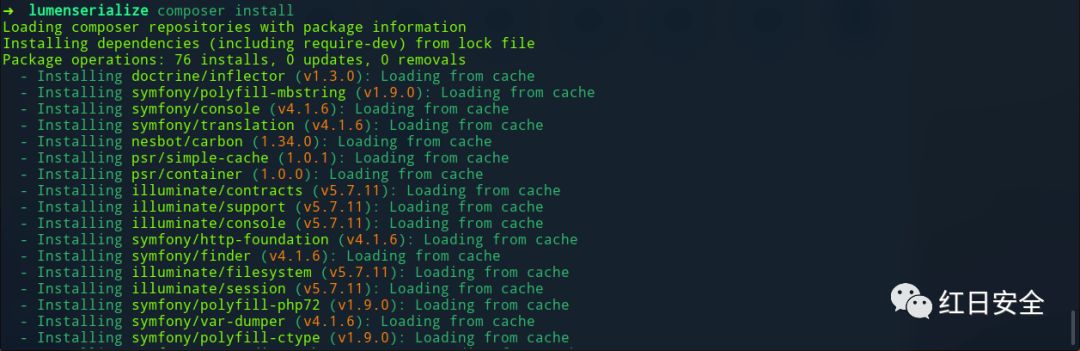 ➜ lumenserialize composer install
Loading composer repositories with package information
Installing dependencies (including require-dev) from lock file
Package operations: 76 installs, 0 updates, 0 removals
- Installing doctrine/inflector (v1.3.0): Loading from cache
- Installing symfony/polyfill-mbstring (v1.9.0): Loading from cache
- Installing symfony/console (v4.1.6): Loading from cache
- Installing symfony/translation (v4.1.6): Loading from cache
- Installing nesbot/carbon (1.34.0): Loading from cache
- Installing psr/simple-cache (1.0.1): Loading from cache
- Installing psr/container (1.0.0): Loading from cache
- Installing illuminate/contracts (v5.7.11): Loading from cache
- Installing illuminate/support (v5.7.11): Loading from cache
- Installing illuminate/console (v5.7.11): Loading from cache
- Installing symfony/http-foundation (v4.1.6): Loading from cache
- Installing symfony/finder (v4.1.6): Loading from cache
- Installing illuminate/filesystem (v5.7.11): Loading from cache
- Installing illuminate/session (v5.7.11): Loading from cache
- Installing symfony/polyfill-php72 (v1.9.0): Loading from cache
- Installing symfony/var-dumper (v4.1.6): Loading from cache
- Installing symfony/polyfill-ctype (v1.9.0): Loading from cache
红日安全